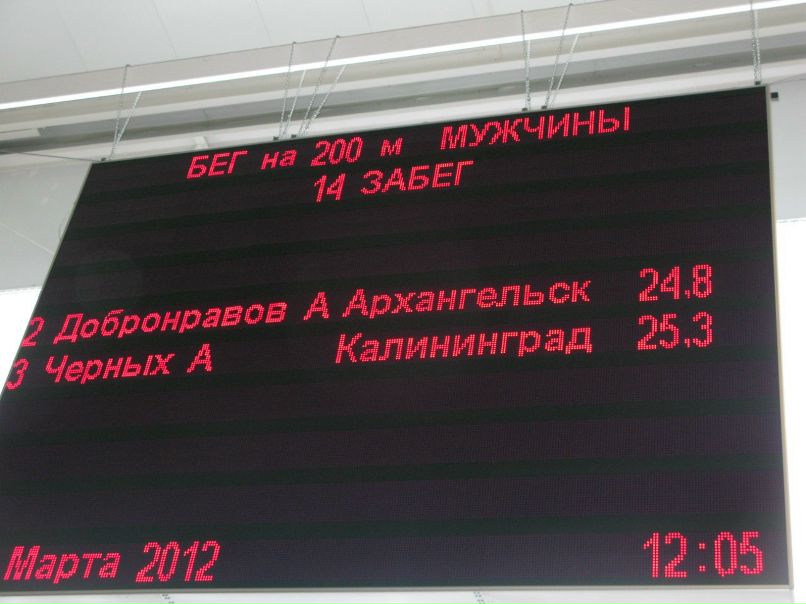 БЕГ на 200 м МУЖЧИНЫ
14 ЗАБЕГ
2 Добронравов А Архангельск 24,8
3 Черных А Калининград 25,3
Марта 2012 12:05